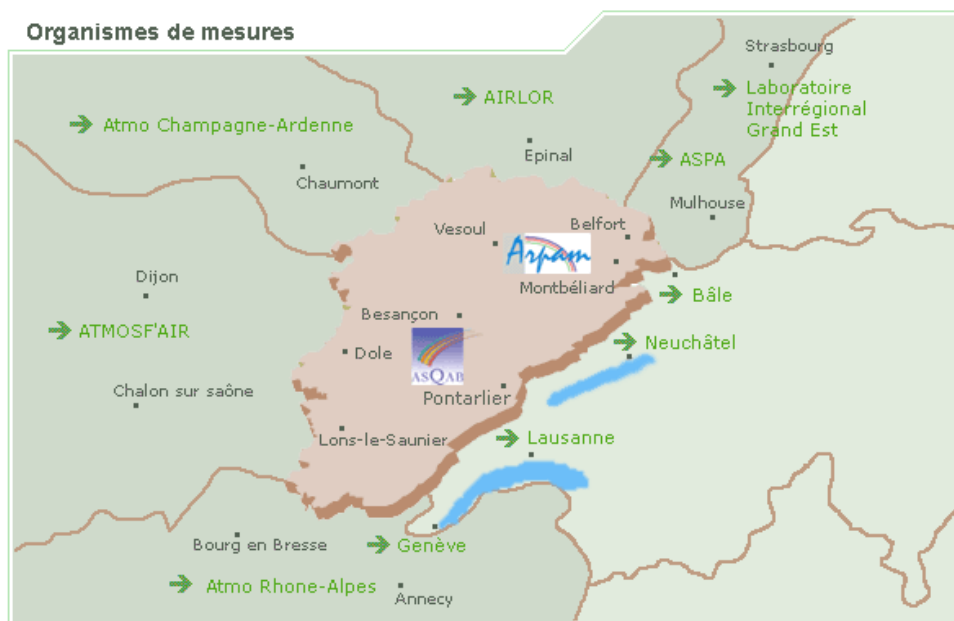 Organismes de mesures
Strasbourg
Laboratoire
Interrégional
Grand Est
AIRLOR
Atmo Champagne-Ardenne
Epinal
ASPA
Chaumont
Mulhouse
Vesoul
Belfort
Arpam
Dijon
Montbéliard
Bâle
Besançon
ATMOSF'AIR
Neuchâtel
Dole
ASQAB
Chalon sur saône
Pontarlier
Lons-le-Saunier
Lausanne
Bourg en Bresse
Genève
Atmo Rhone-Alpes
Annecy